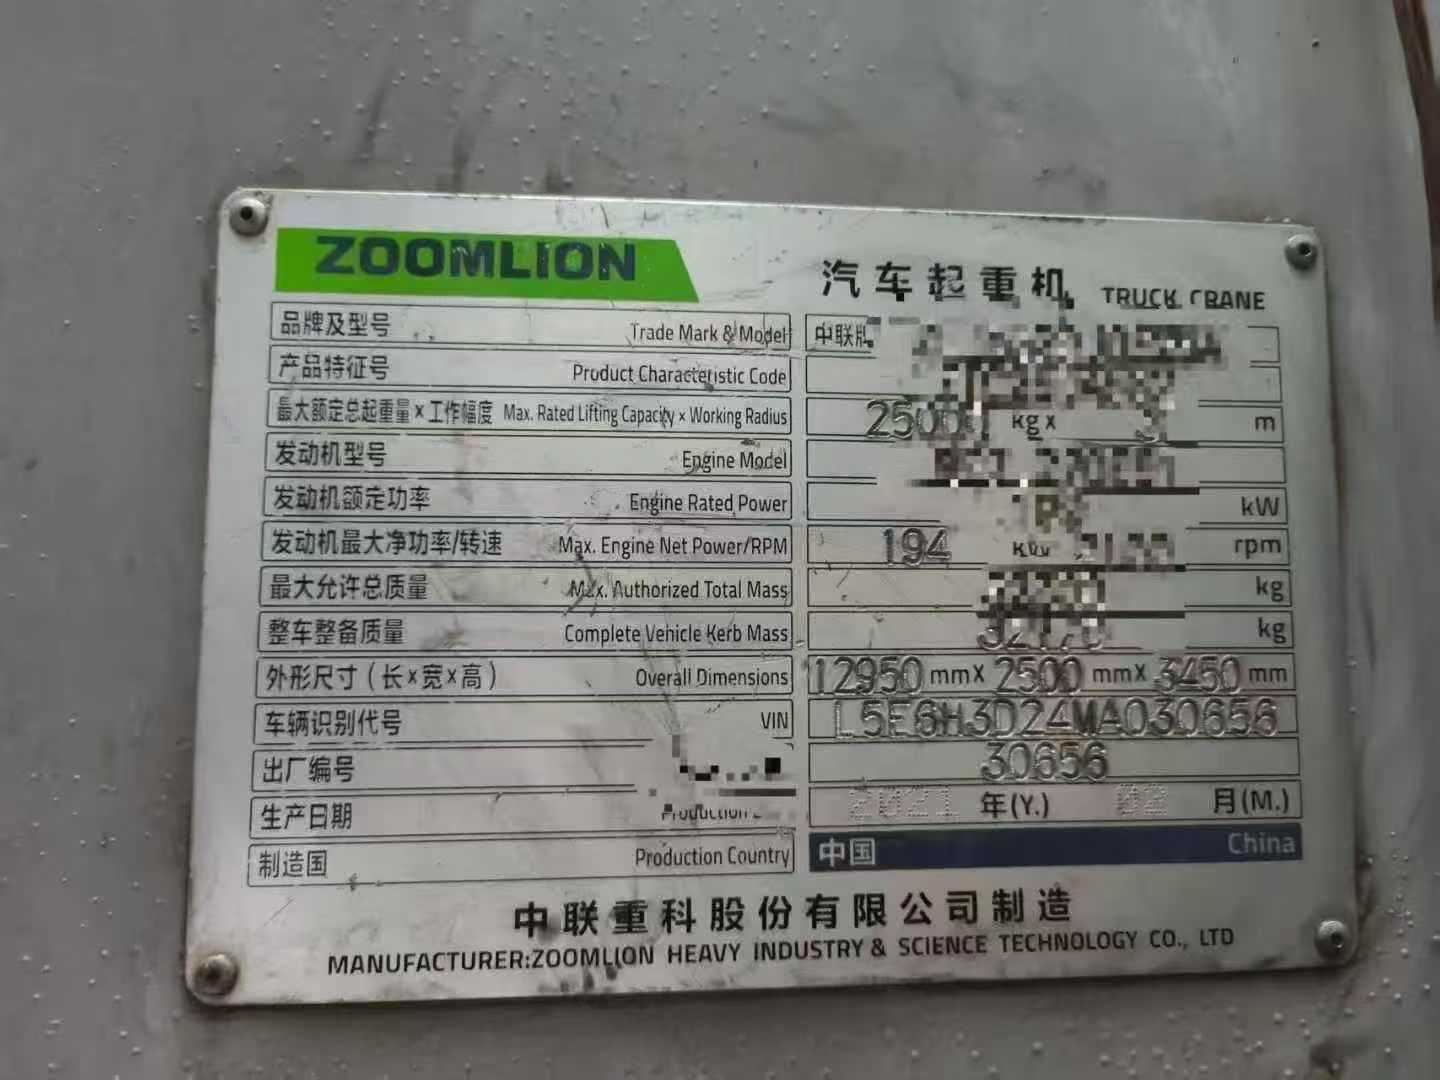 ZOOMLION
汽车起重机 TRUCK CRANE
品牌及型号 Trade Mark & Model 中联牌
产品特征号 Product Characteristic Code
最大额定总起重量×工作幅度 Max. Rated Lifting Capacity × Working Radius 25000 kg× 3 m
发动机型号 Engine Model
发动机额定功率 Engine Rated Power kW
发动机最大净功率/转速 Max. Engine Net Power/RPM 194 kW 2100 rpm
最大允许总质量 Max. Authorized Total Mass kg
整车整备质量 Complete Vehicle Kerb Mass kg
外形尺寸(长×宽×高) Overall Dimensions 12950 mm× 2500 mm× 3450 mm
车辆识别代号 VIN L5E6H3D24MA030656
出厂编号 30656
生产日期 Production 2021 年(Y.) 02 月(M.)
制造国 Production Country 中国 China
中联重科股份有限公司制造
MANUFACTURER:ZOOMLION HEAVY INDUSTRY & SCIENCE TECHNOLOGY CO., LTD